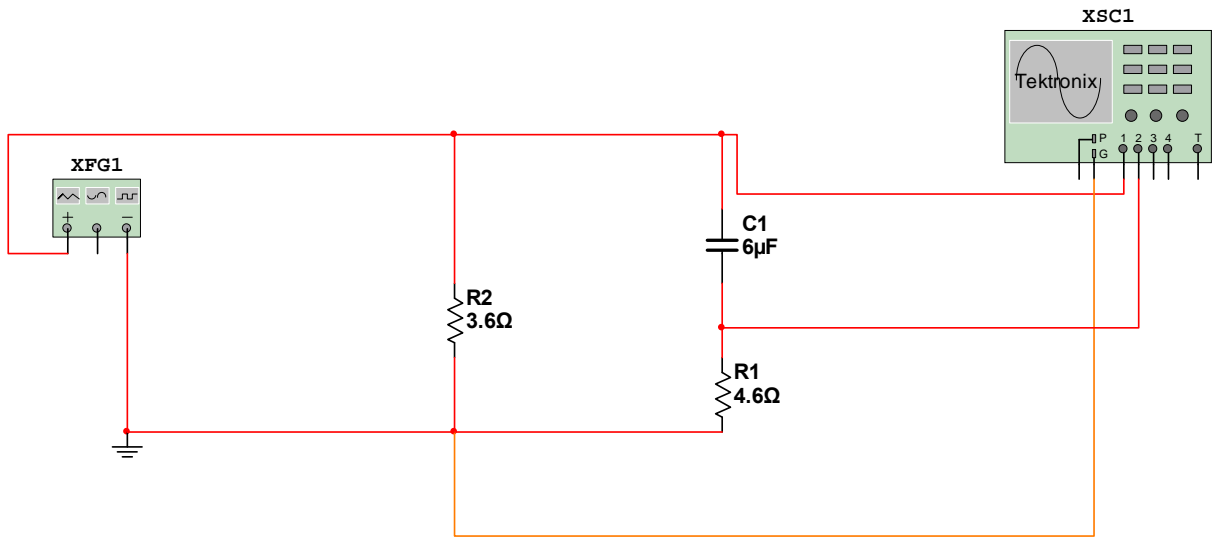 XSC1
Tektronix
P 1 2 3 4 T
G
XFG1
+ −
C1
6µF
R2
3.6Ω
R1
4.6Ω